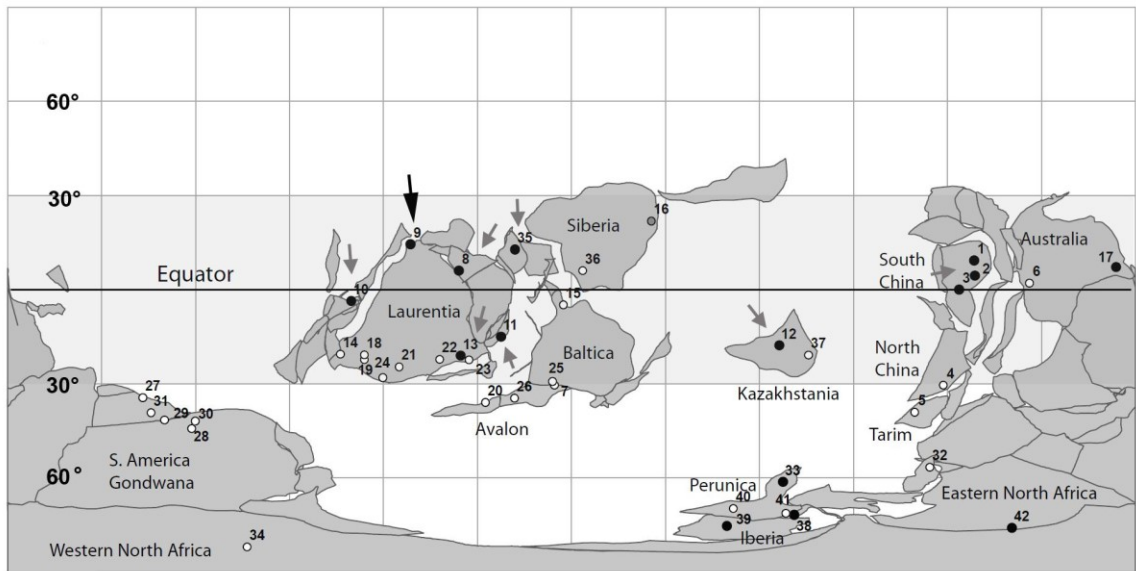 60°
30°
16
9
35
Siberia
8
36
1
Australia
South
China
3
2
17
6
Equator
10
15
Laurentia
11
12
14
18
22
13
21
Baltica
37
19
24
23
25
North
China
30°
Kazakhstania
4
27
20
26
7
31
Avalon
5
29
30
Tarim
28
S. America
Gondwana
32
60°
33
Perunica
40
41
Eastern North Africa
39
42
38
Iberia
34
Western North Africa